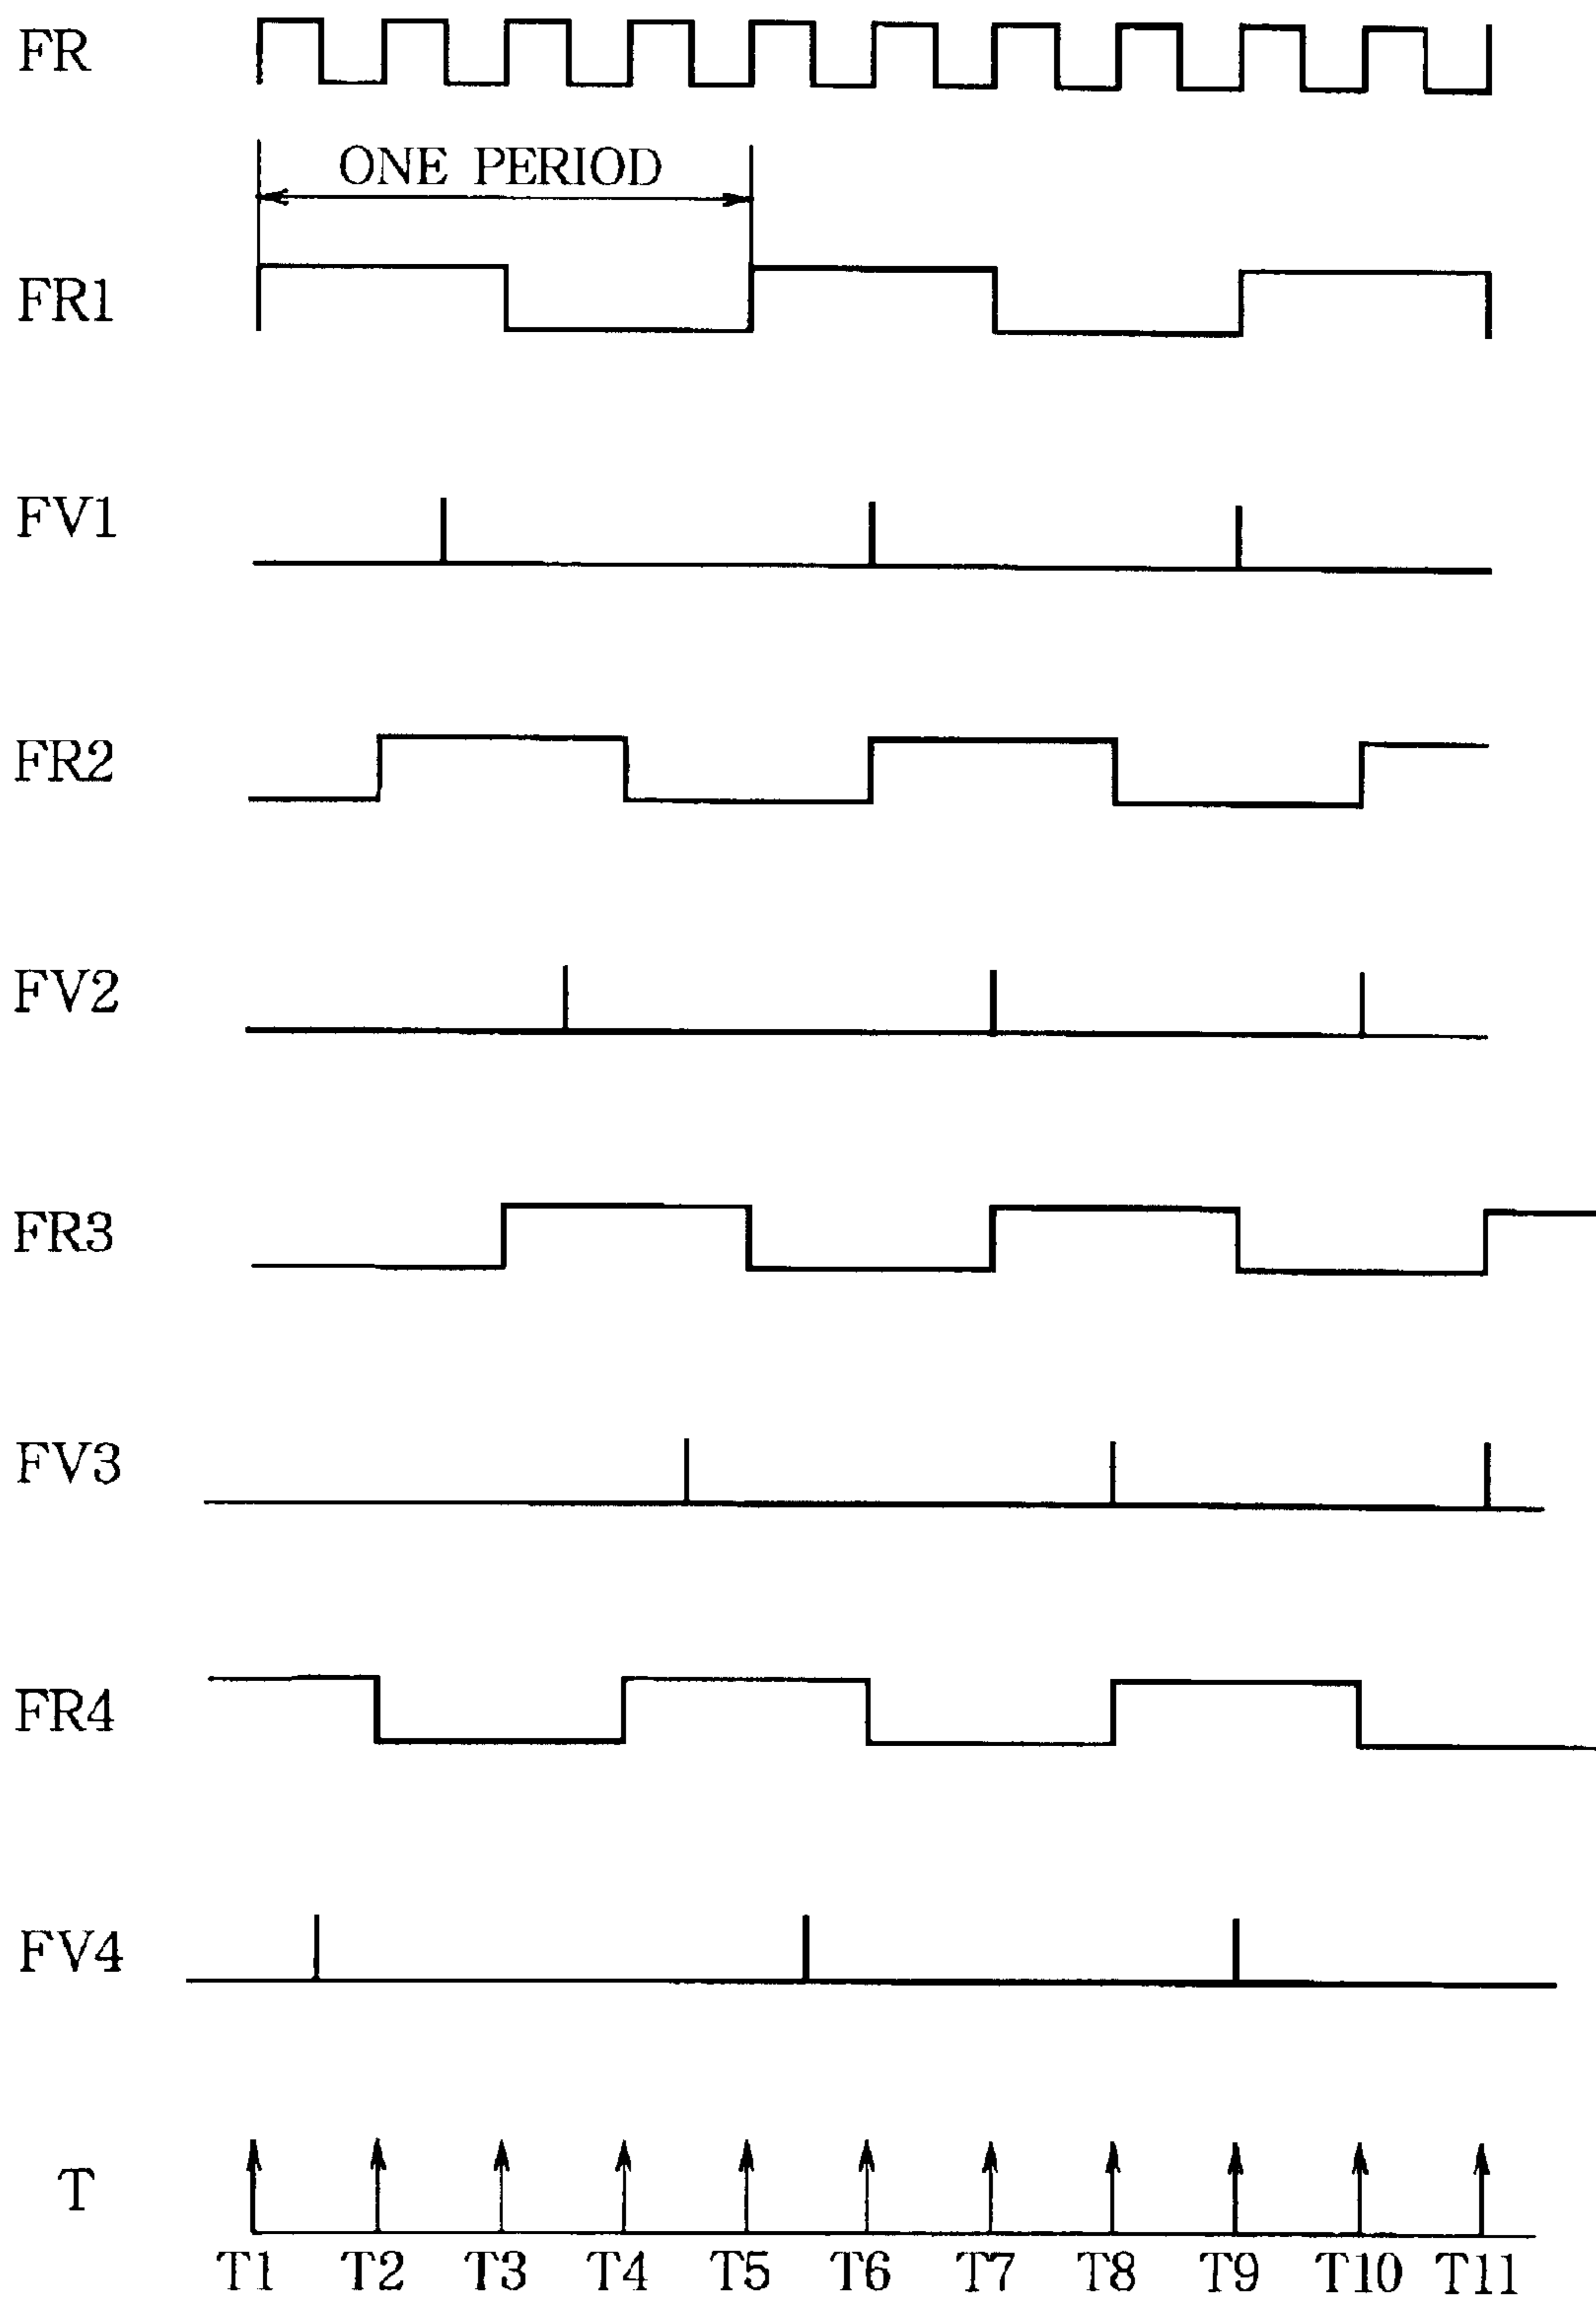 FR
ONE PERIOD
FR1
FV1
FR2
FV2
FR3
FV3
FR4
FV4
T
T1 T2 T3 T4 T5 T6 T7 T8 T9 T10 T11